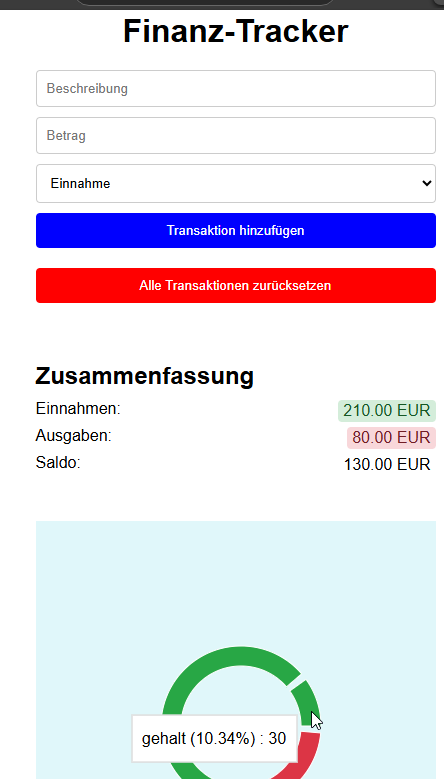 Finanz-Tracker
Beschreibung
Betrag
Einnahme
Transaktion hinzufügen
Alle Transaktionen zurücksetzen
Zusammenfassung
Einnahmen: 210.00 EUR
Ausgaben: 80.00 EUR
Saldo: 130.00 EUR
gehalt (10.34%) : 30